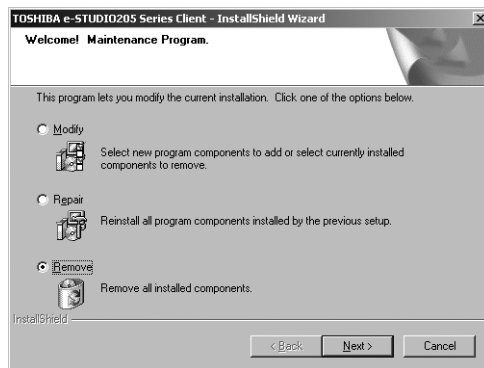 TOSHIBA e-STUDIO205 Series Client - InstallShield Wizard
Welcome! Maintenance Program.
This program lets you modify the current installation. Click one of the options below.
Modify
Select new program components to add or select currently installed
components to remove.
Repair
Reinstall all program components installed by the previous setup.
Remove
Remove all installed components.
InstallShield
< Back
Next >
Cancel